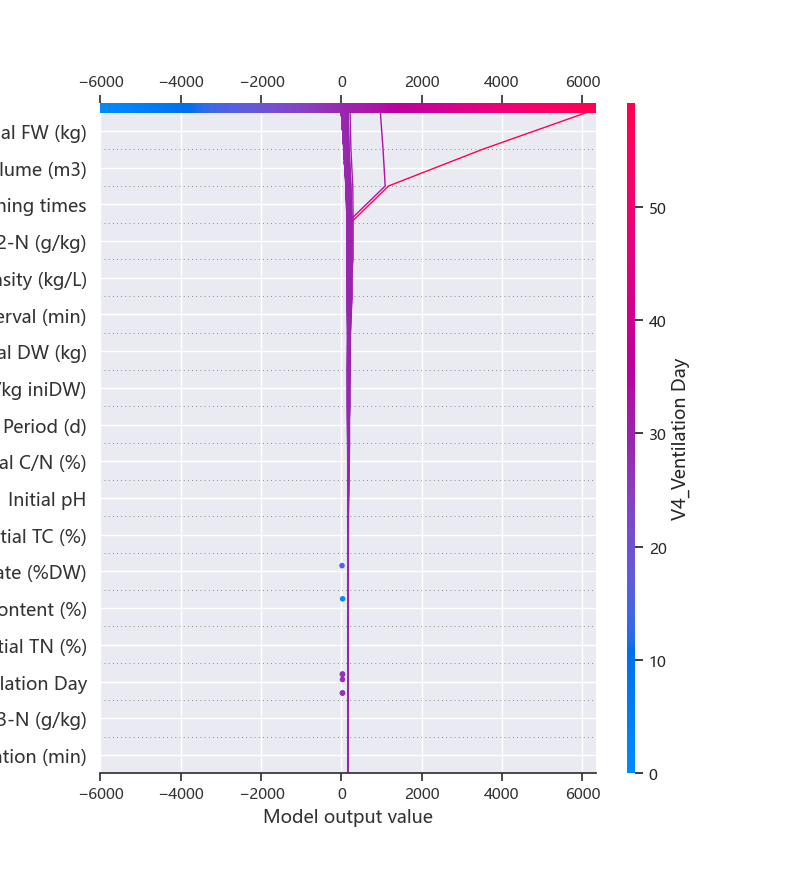 −6000 −4000 −2000 0 2000 4000 6000
al FW (kg)
lume (m3)
ning times
2-N (g/kg)
nsity (kg/L)
erval (min)
al DW (kg)
/kg iniDW)
Period (d)
al C/N (%)
Initial pH
tial TC (%)
ate (%DW)
ontent (%)
tial TN (%)
lation Day
3-N (g/kg)
ation (min)
−6000 −4000 −2000 0 2000 4000 6000
Model output value
50
40
30
20
10
0
V4_Ventilation Day